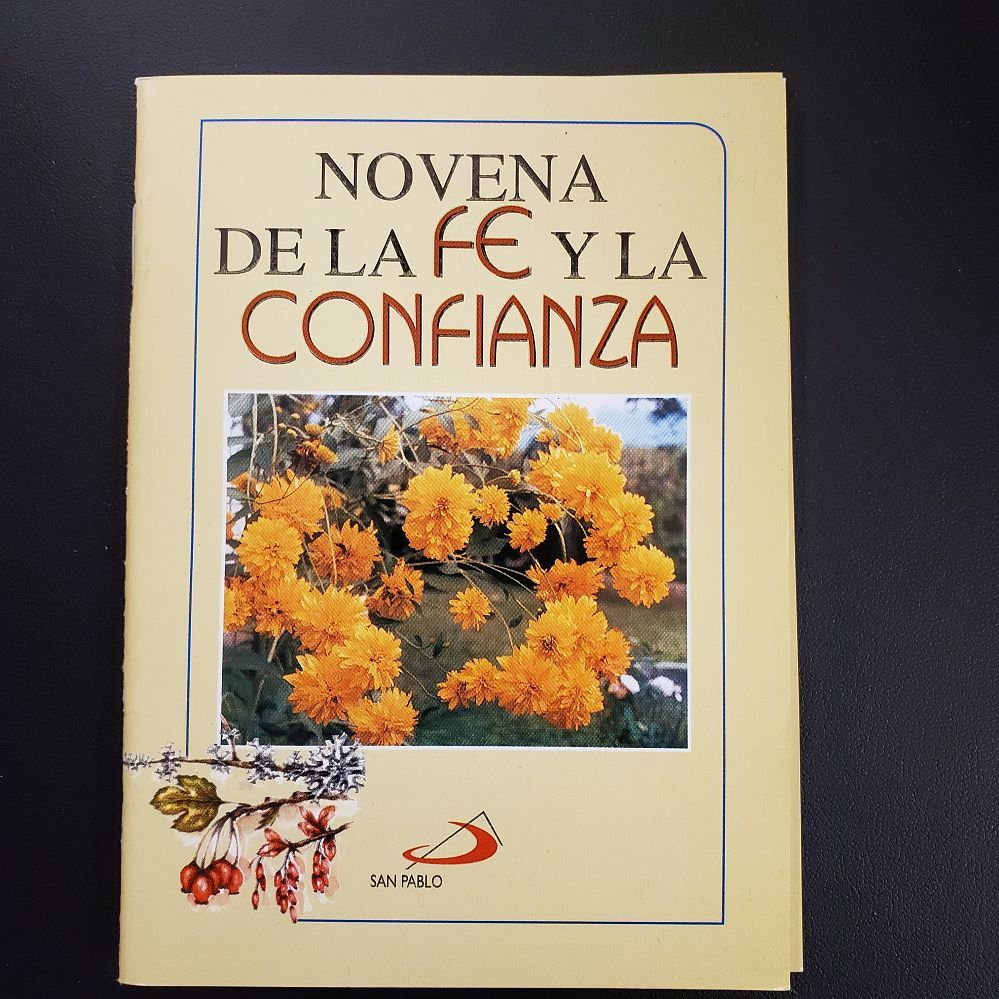 NOVENA
DE LA FE Y LA
CONFIANZA
SAN PABLO